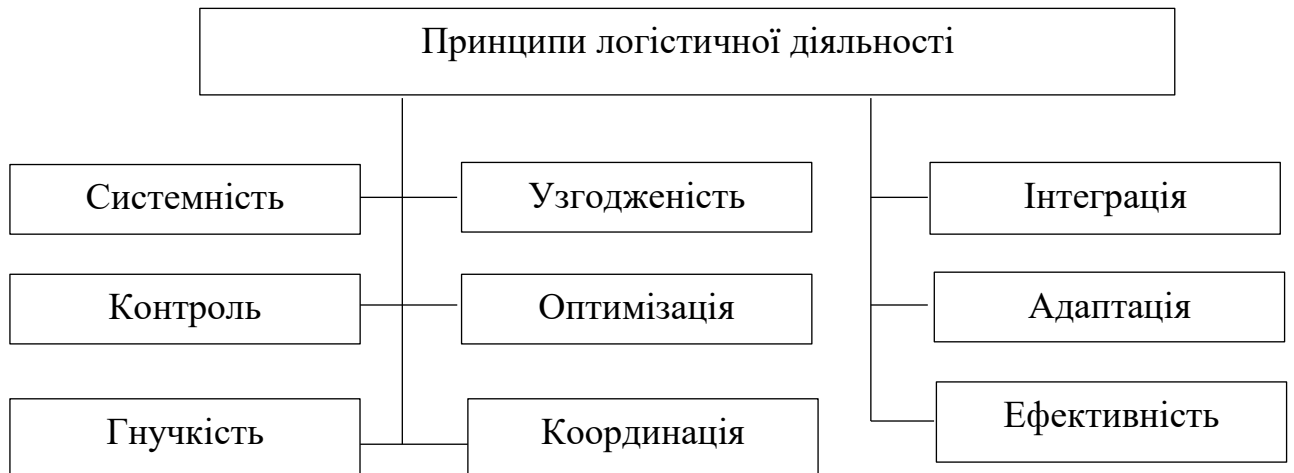 Принципи логістичної діяльності
Системність
Узгодженість
Інтеграція
Контроль
Оптимізація
Адаптація
Гнучкість
Координація
Ефективність